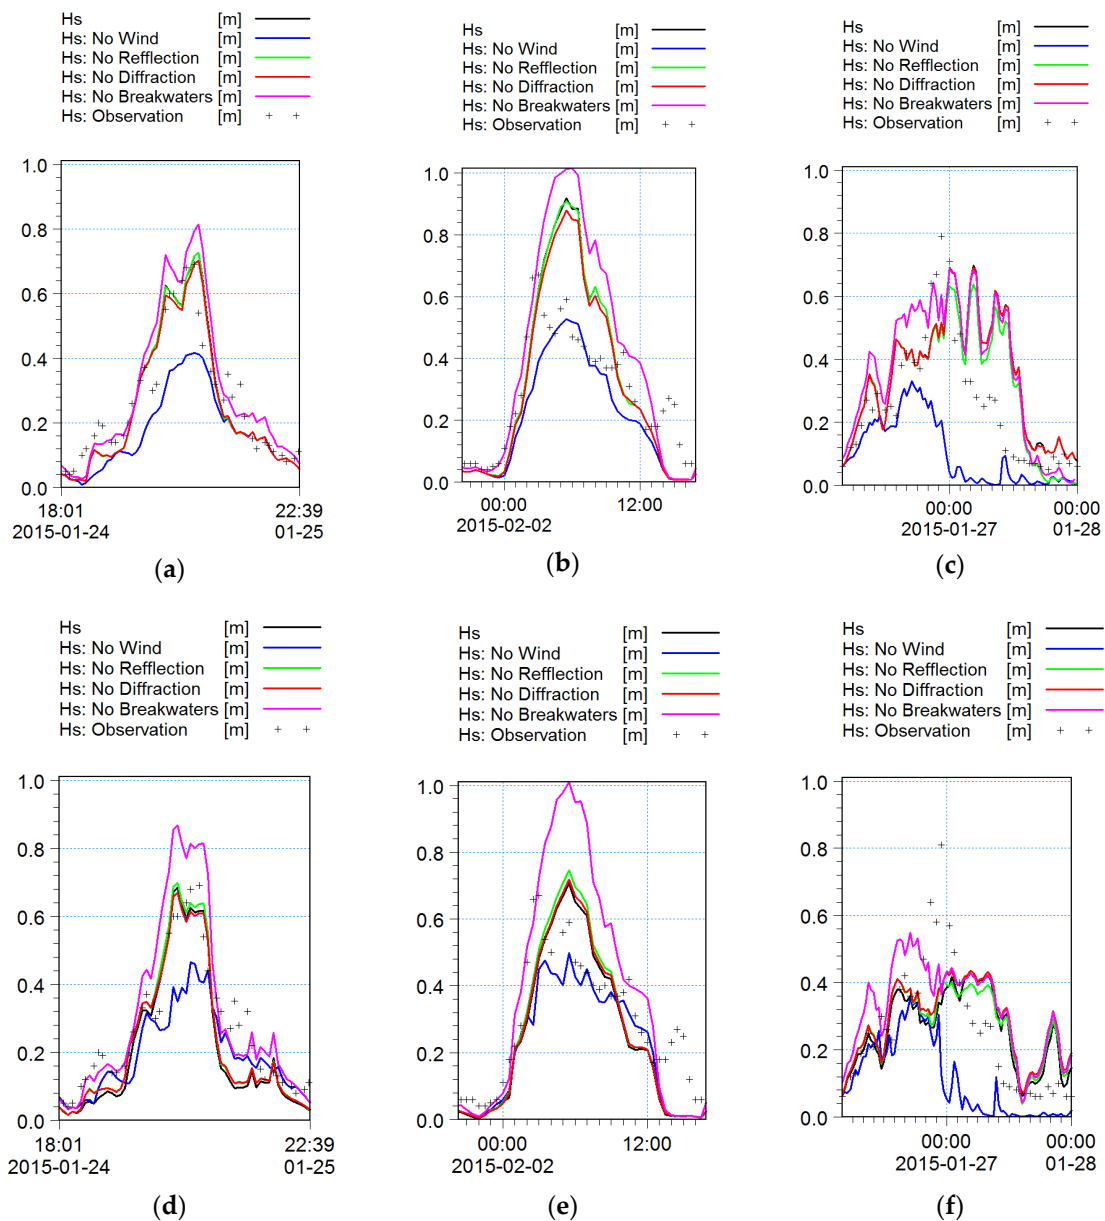 Hs [m]
Hs: No Wind [m]
Hs: No Refflection [m]
Hs: No Diffraction [m]
Hs: No Breakwaters [m]
Hs: Observation [m]
1.0
0.8
0.6
0.4
0.2
0.0
18:01 22:39
2015-01-24 01-25
(a)
Hs [m]
Hs: No Wind [m]
Hs: No Refflection [m]
Hs: No Diffraction [m]
Hs: No Breakwaters [m]
Hs: Observation [m]
1.0
0.8
0.6
0.4
0.2
0.0
00:00 12:00
2015-02-02
(b)
Hs [m]
Hs: No Wind [m]
Hs: No Refflection [m]
Hs: No Diffraction [m]
Hs: No Breakwaters [m]
Hs: Observation [m]
1.0
0.8
0.6
0.4
0.2
0.0
00:00 00:00
2015-01-27 01-28
(c)
Hs [m]
Hs: No Wind [m]
Hs: No Refflection [m]
Hs: No Diffraction [m]
Hs: No Breakwaters [m]
Hs: Observation [m]
1.0
0.8
0.6
0.4
0.2
0.0
18:01 22:39
2015-01-24 01-25
(d)
Hs [m]
Hs: No Wind [m]
Hs: No Refflection [m]
Hs: No Diffraction [m]
Hs: No Breakwaters [m]
Hs: Observation [m]
1.0
0.8
0.6
0.4
0.2
0.0
00:00 12:00
2015-02-02
(e)
Hs [m]
Hs: No Wind [m]
Hs: No Refflection [m]
Hs: No Diffraction [m]
Hs: No Breakwaters [m]
Hs: Observation [m]
1.0
0.8
0.6
0.4
0.2
0.0
00:00 00:00
2015-01-27 01-28
(f)